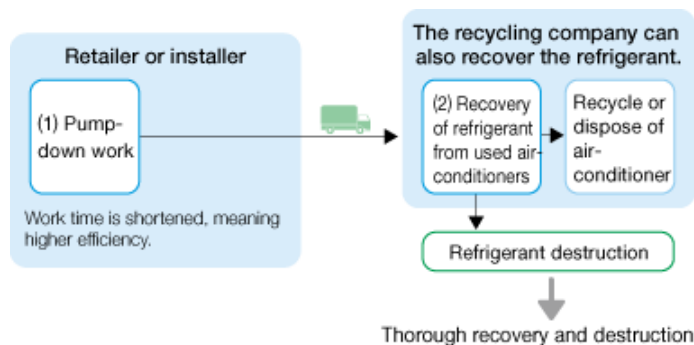 Retailer or installer
(1) Pump-
down work
Work time is shortened, meaning
higher efficiency.
The recycling company can
also recover the refrigerant.
(2) Recovery
of refrigerant
from used air-
conditioners
Recycle or
dispose of
air-
conditioner
Refrigerant destruction
Thorough recovery and destruction